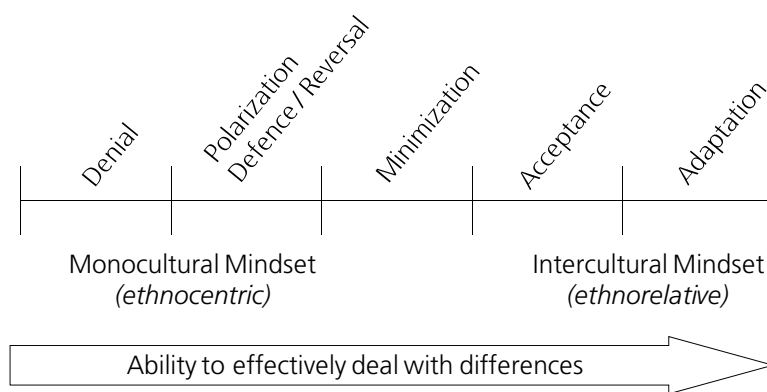 Denial
Polarization
Defence / Reversal
Minimization
Acceptance
Adaptation
Monocultural Mindset
(ethnocentric)
Intercultural Mindset
(ethnorelative)
Ability to effectively deal with differences